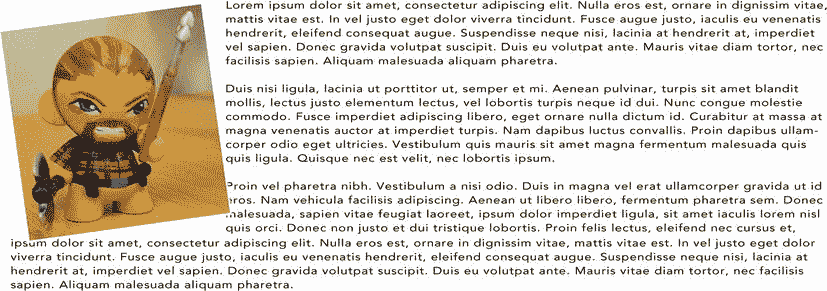 Lorem ipsum dolor sit amet, consectetur adipiscing elit. Nulla eros est, ornare in dignissim vitae,
mattis vitae est. In vel justo eget dolor viverra tincidunt. Fusce augue justo, iaculis eu venenatis
hendrerit, eleifend consequat augue. Suspendisse neque nisi, lacinia at hendrerit at, imperdiet
vel sapien. Donec gravida volutpat suscipit. Duis eu volutpat ante. Mauris vitae diam tortor, nec
facilisis sapien. Aliquam malesuada aliquam pharetra.
Duis nisi ligula, lacinia ut porttitor ut, semper et mi. Aenean pulvinar, turpis sit amet blandit
mollis, lectus justo elementum lectus, vel lobortis turpis neque id dui. Nunc congue molestie
commodo. Fusce imperdiet adipiscing libero, eget ornare nulla dictum id. Curabitur at massa at
magna venenatis auctor at imperdiet turpis. Nam dapibus luctus convallis. Proin dapibus ullam-
corper odio eget ultricies. Vestibulum quis mauris sit amet magna fermentum malesuada quis
quis ligula. Quisque nec est velit, nec lobortis ipsum.
Proin vel pharetra nibh. Vestibulum a nisi odio. Duis in magna vel erat ullamcorper gravida ut id
eros. Nam vehicula facilisis adipiscing. Aenean ut libero libero, fermentum pharetra sem. Donec
malesuada, sapien vitae feugiat laoreet, ipsum dolor imperdiet ligula, sit amet iaculis lorem nisl
quis orci. Donec non justo et dui tristique lobortis. Proin felis lectus, eleifend nec cursus et,
ipsum dolor sit amet, consectetur adipiscing elit. Nulla eros est, ornare in dignissim vitae, mattis vitae est. In vel justo eget dolor
viverra tincidunt. Fusce augue justo, iaculis eu venenatis hendrerit, eleifend consequat augue. Suspendisse neque nisi, lacinia at
hendrerit at, imperdiet vel sapien. Donec gravida volutpat suscipit. Duis eu volutpat ante. Mauris vitae diam tortor, nec facilisis
sapien. Aliquam malesuada aliquam pharetra.